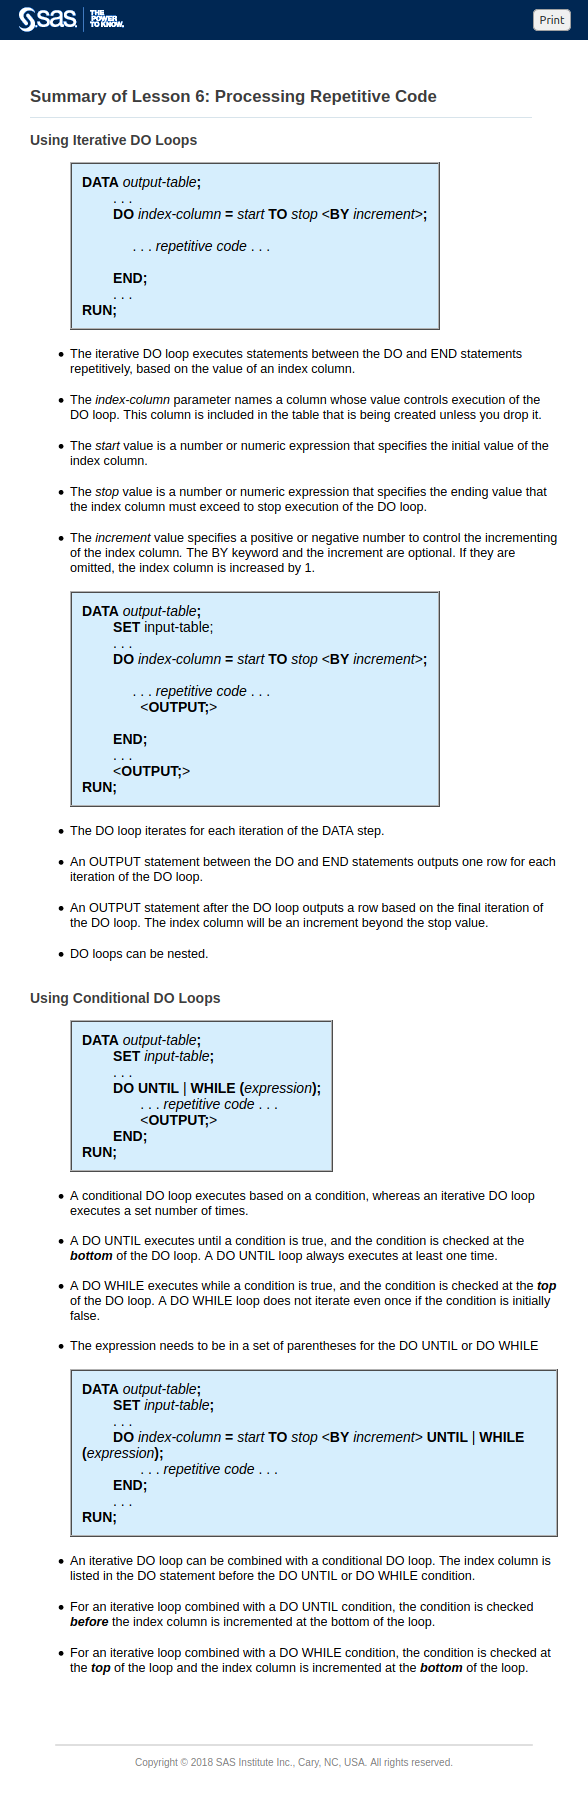 sas. THE POWER TO KNOW.
Print
Summary of Lesson 6: Processing Repetitive Code
Using Iterative DO Loops
DATA output-table;
. . .
DO index-column = start TO stop <BY increment>;
. . . repetitive code . . .
END;
. . .
RUN;
• The iterative DO loop executes statements between the DO and END statements
repetitively, based on the value of an index column.
• The index-column parameter names a column whose value controls execution of the
DO loop. This column is included in the table that is being created unless you drop it.
• The start value is a number or numeric expression that specifies the initial value of the
index column.
• The stop value is a number or numeric expression that specifies the ending value that
the index column must exceed to stop execution of the DO loop.
• The increment value specifies a positive or negative number to control the incrementing
of the index column. The BY keyword and the increment are optional. If they are
omitted, the index column is increased by 1.
DATA output-table;
SET input-table;
. . .
DO index-column = start TO stop <BY increment>;
. . . repetitive code . . .
<OUTPUT;>
END;
. . .
<OUTPUT;>
RUN;
• The DO loop iterates for each iteration of the DATA step.
• An OUTPUT statement between the DO and END statements outputs one row for each
iteration of the DO loop.
• An OUTPUT statement after the DO loop outputs a row based on the final iteration of
the DO loop. The index column will be an increment beyond the stop value.
• DO loops can be nested.
Using Conditional DO Loops
DATA output-table;
SET input-table;
. . .
DO UNTIL | WHILE (expression);
. . . repetitive code . . .
<OUTPUT;>
END;
RUN;
• A conditional DO loop executes based on a condition, whereas an iterative DO loop
executes a set number of times.
• A DO UNTIL executes until a condition is true, and the condition is checked at the
bottom of the DO loop. A DO UNTIL loop always executes at least one time.
• A DO WHILE executes while a condition is true, and the condition is checked at the top
of the DO loop. A DO WHILE loop does not iterate even once if the condition is initially
false.
• The expression needs to be in a set of parentheses for the DO UNTIL or DO WHILE
DATA output-table;
SET input-table;
. . .
DO index-column = start TO stop <BY increment> UNTIL | WHILE
(expression);
. . . repetitive code . . .
END;
. . .
RUN;
• An iterative DO loop can be combined with a conditional DO loop. The index column is
listed in the DO statement before the DO UNTIL or DO WHILE condition.
• For an iterative loop combined with a DO UNTIL condition, the condition is checked
before the index column is incremented at the bottom of the loop.
• For an iterative loop combined with a DO WHILE condition, the condition is checked at
the top of the loop and the index column is incremented at the bottom of the loop.
Copyright © 2018 SAS Institute Inc., Cary, NC, USA. All rights reserved.